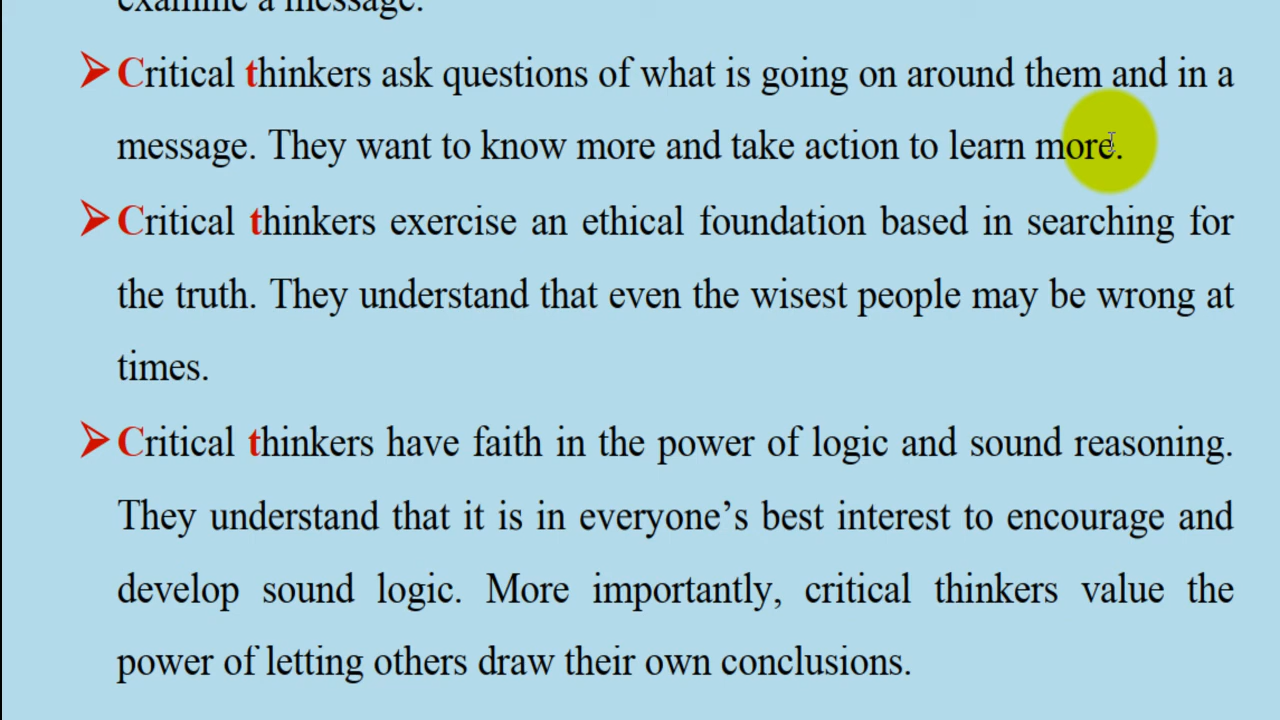 examine a message.
➢Critical thinkers ask questions of what is going on around them and in a
message. They want to know more and take action to learn more.
➢Critical thinkers exercise an ethical foundation based in searching for
the truth. They understand that even the wisest people may be wrong at
times.
➢Critical thinkers have faith in the power of logic and sound reasoning.
They understand that it is in everyone’s best interest to encourage and
develop sound logic. More importantly, critical thinkers value the
power of letting others draw their own conclusions.